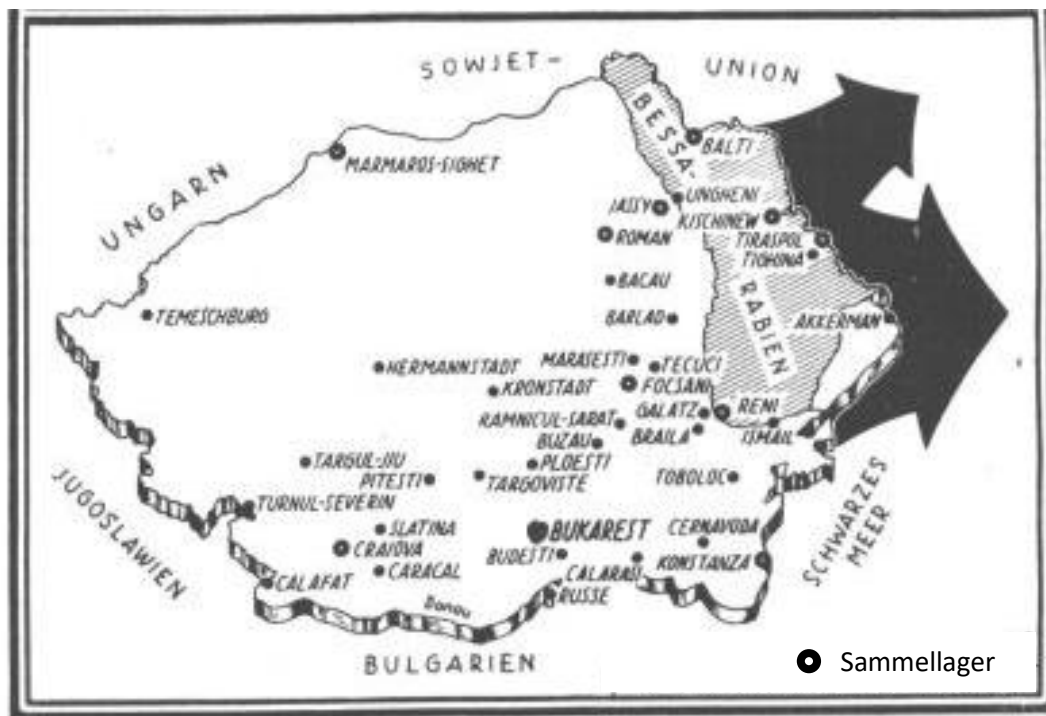 SOWJET-
UNION
BESSA-
RABIEN
BALTI
MARMAROS-SIGHET
UNGARN
UNGHENI
JASSY
KISCHINEW
ROMAN
TIRASPOL
TIGHINA
BACAU
TEMESCHBURG
BARLAD
AKKERMAN
MARASESTI
TECUCI
HERMANNSTADT
FOCSANI
KRONSTADT
GALATZ
RENI
RAMNICUL-SARAT
BRAILA
ISMAIL
BUZAU
TARGUL-JIU
PLOESTI
PITESTI
TARGOVISTE
TOBOLOC
JUGOSLAWIEN
TURNUL-SEVERIN
SLATINA
BUKAREST
CERNAVODA
SCHWARZES
MEER
CRAIOVA
BUDESTI
KONSTANZA
CALAFAT
CARACAL
CALARASI
RUSSE
Donau
BULGARIEN
Sammellager